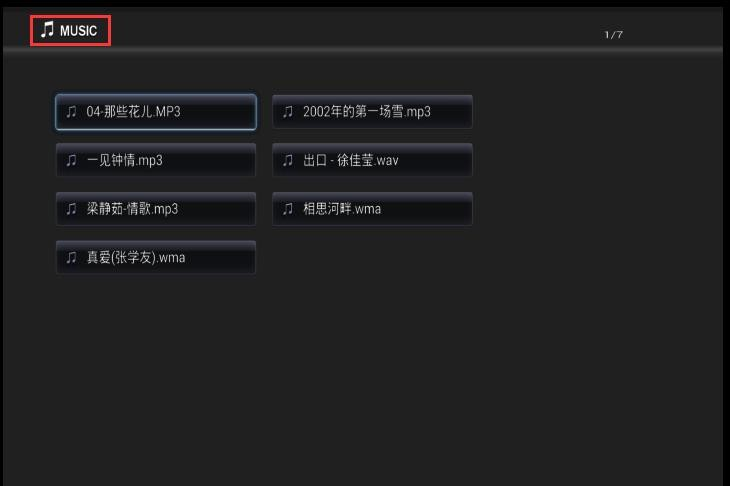 MUSIC
1/7
04-那些花儿.MP3
2002年的第一场雪.mp3
一见钟情.mp3
出口 - 徐佳莹.wav
梁静茹-情歌.mp3
相思河畔.wma
真爱(张学友).wma